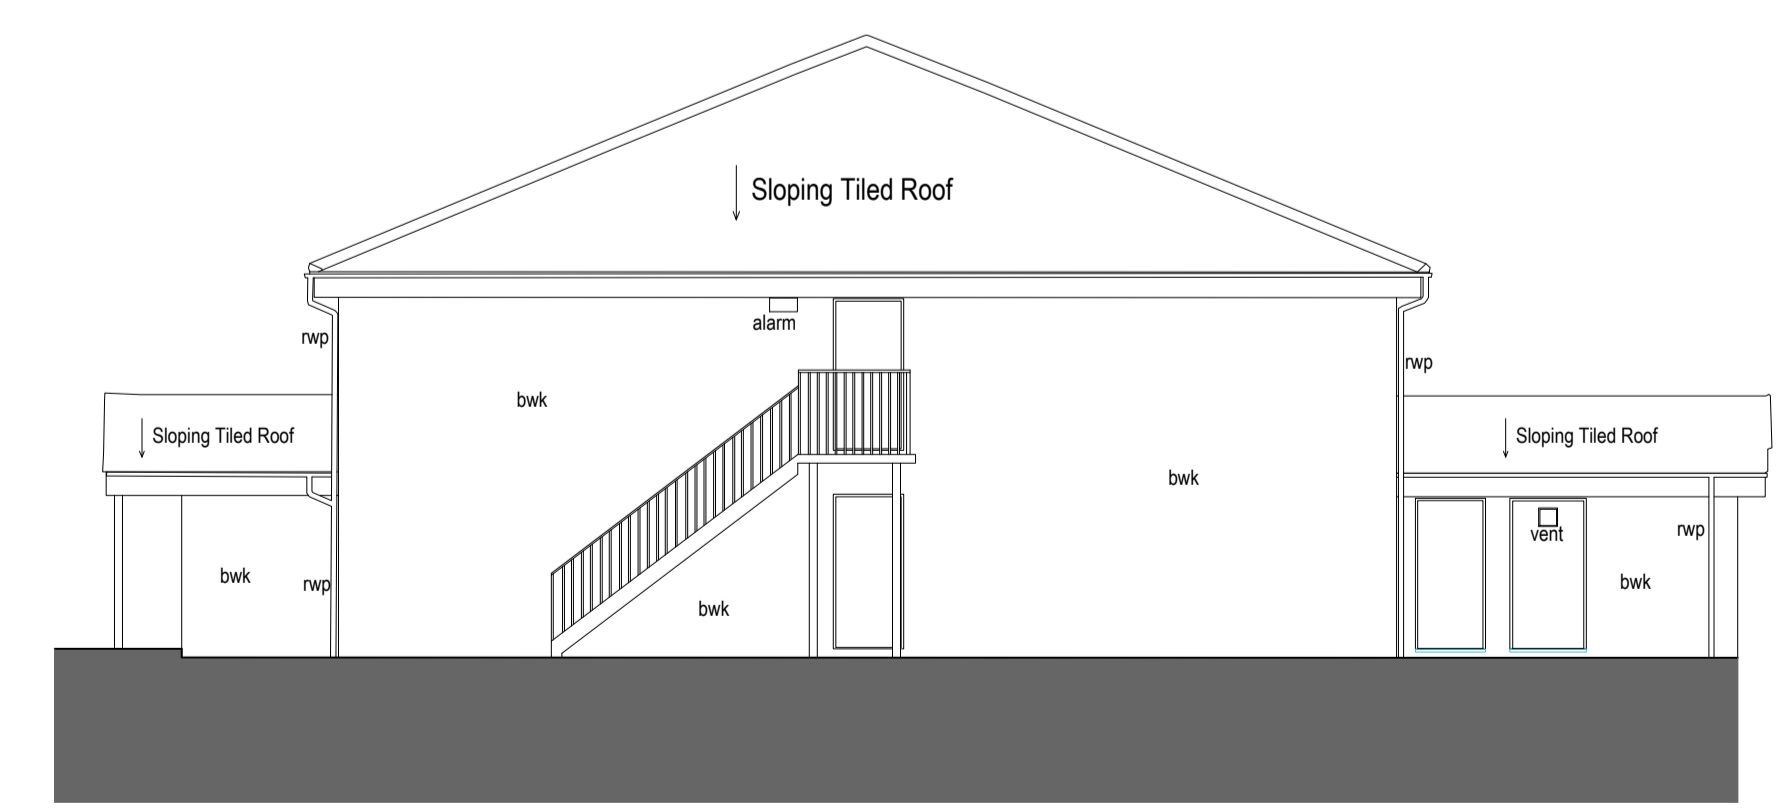 Sloping Tiled Roof
alarm
rwp
rwp
bwk
Sloping Tiled Roof
Sloping Tiled Roof
bwk
vent
rwp
bwk
rwp
bwk
bwk